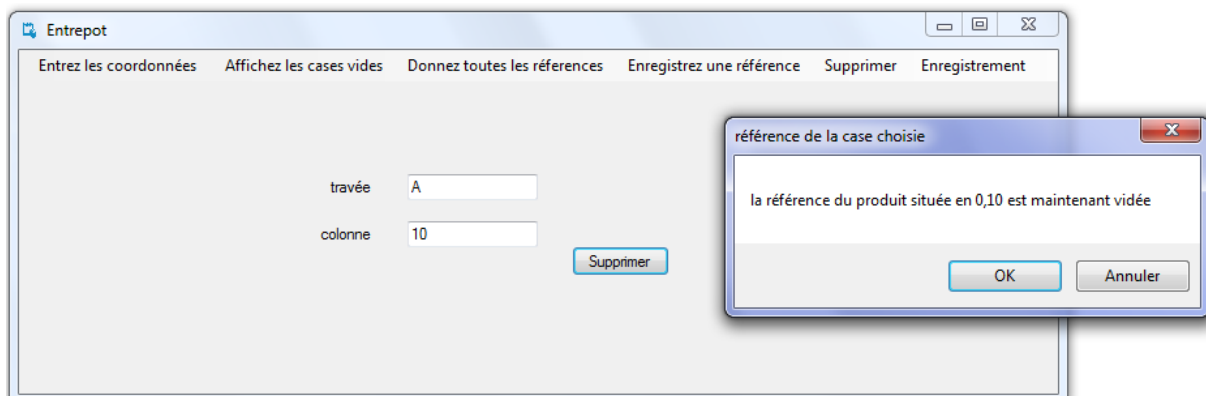 Entrepot
Entrez les coordonnées Affichez les cases vides Donnez toutes les réferences Enregistrez une référence Supprimer Enregistrement
référence de la case choisie
la référence du produit située en 0,10 est maintenant vidée
OK Annuler
travée A
colonne 10
Supprimer